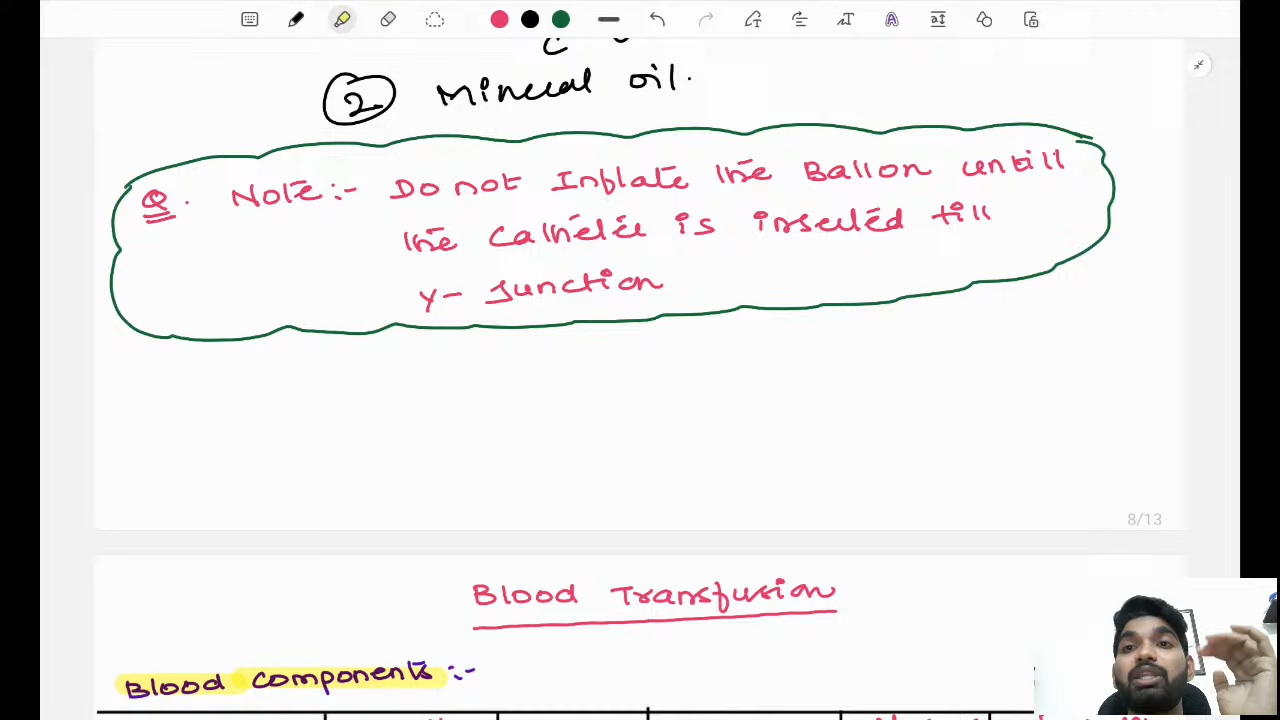 2 Mineral oil.
Q. Note:- Do not Inflate the Ballon untill
the Catheter is inserted till
Y- Junction
8/13
Blood Transfusion
Blood components:-